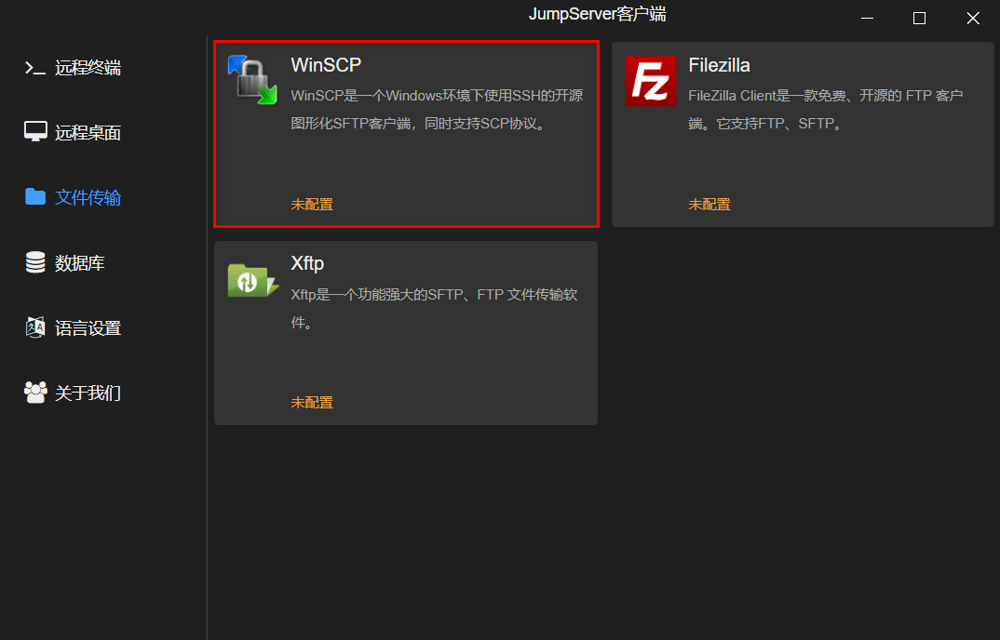 JumpServer客户端
远程终端
远程桌面
文件传输
数据库
语言设置
关于我们
WinSCP
WinSCP是一个Windows环境下使用SSH的开源
图形化SFTP客户端，同时支持SCP协议。
未配置
Filezilla
FileZilla Client是一款免费、开源的 FTP 客户
端。它支持FTP、SFTP。
未配置
Xftp
Xftp是一个功能强大的SFTP、FTP 文件传输软
件。
未配置